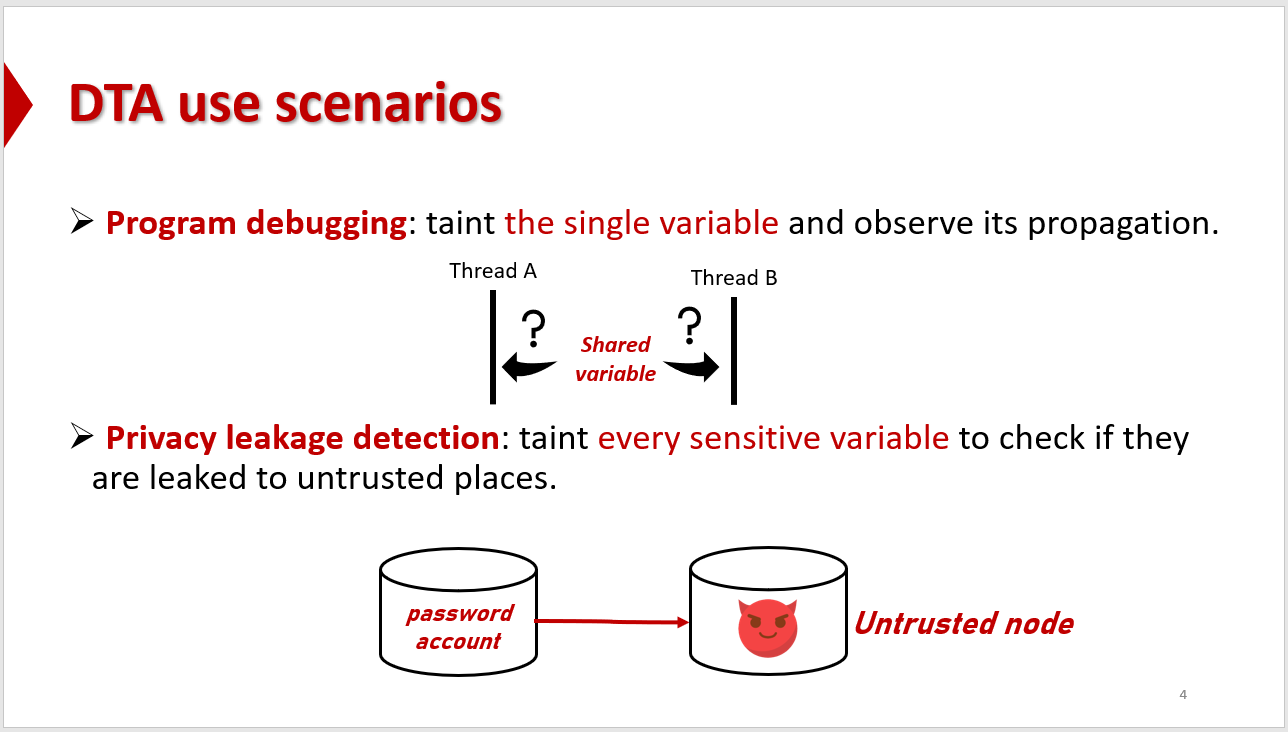 DTA use scenarios
➢ Program debugging: taint the single variable and observe its propagation.
Thread A
Thread B
?
?
Shared
variable
➢ Privacy leakage detection: taint every sensitive variable to check if they
are leaked to untrusted places.
password
account
Untrusted node
4